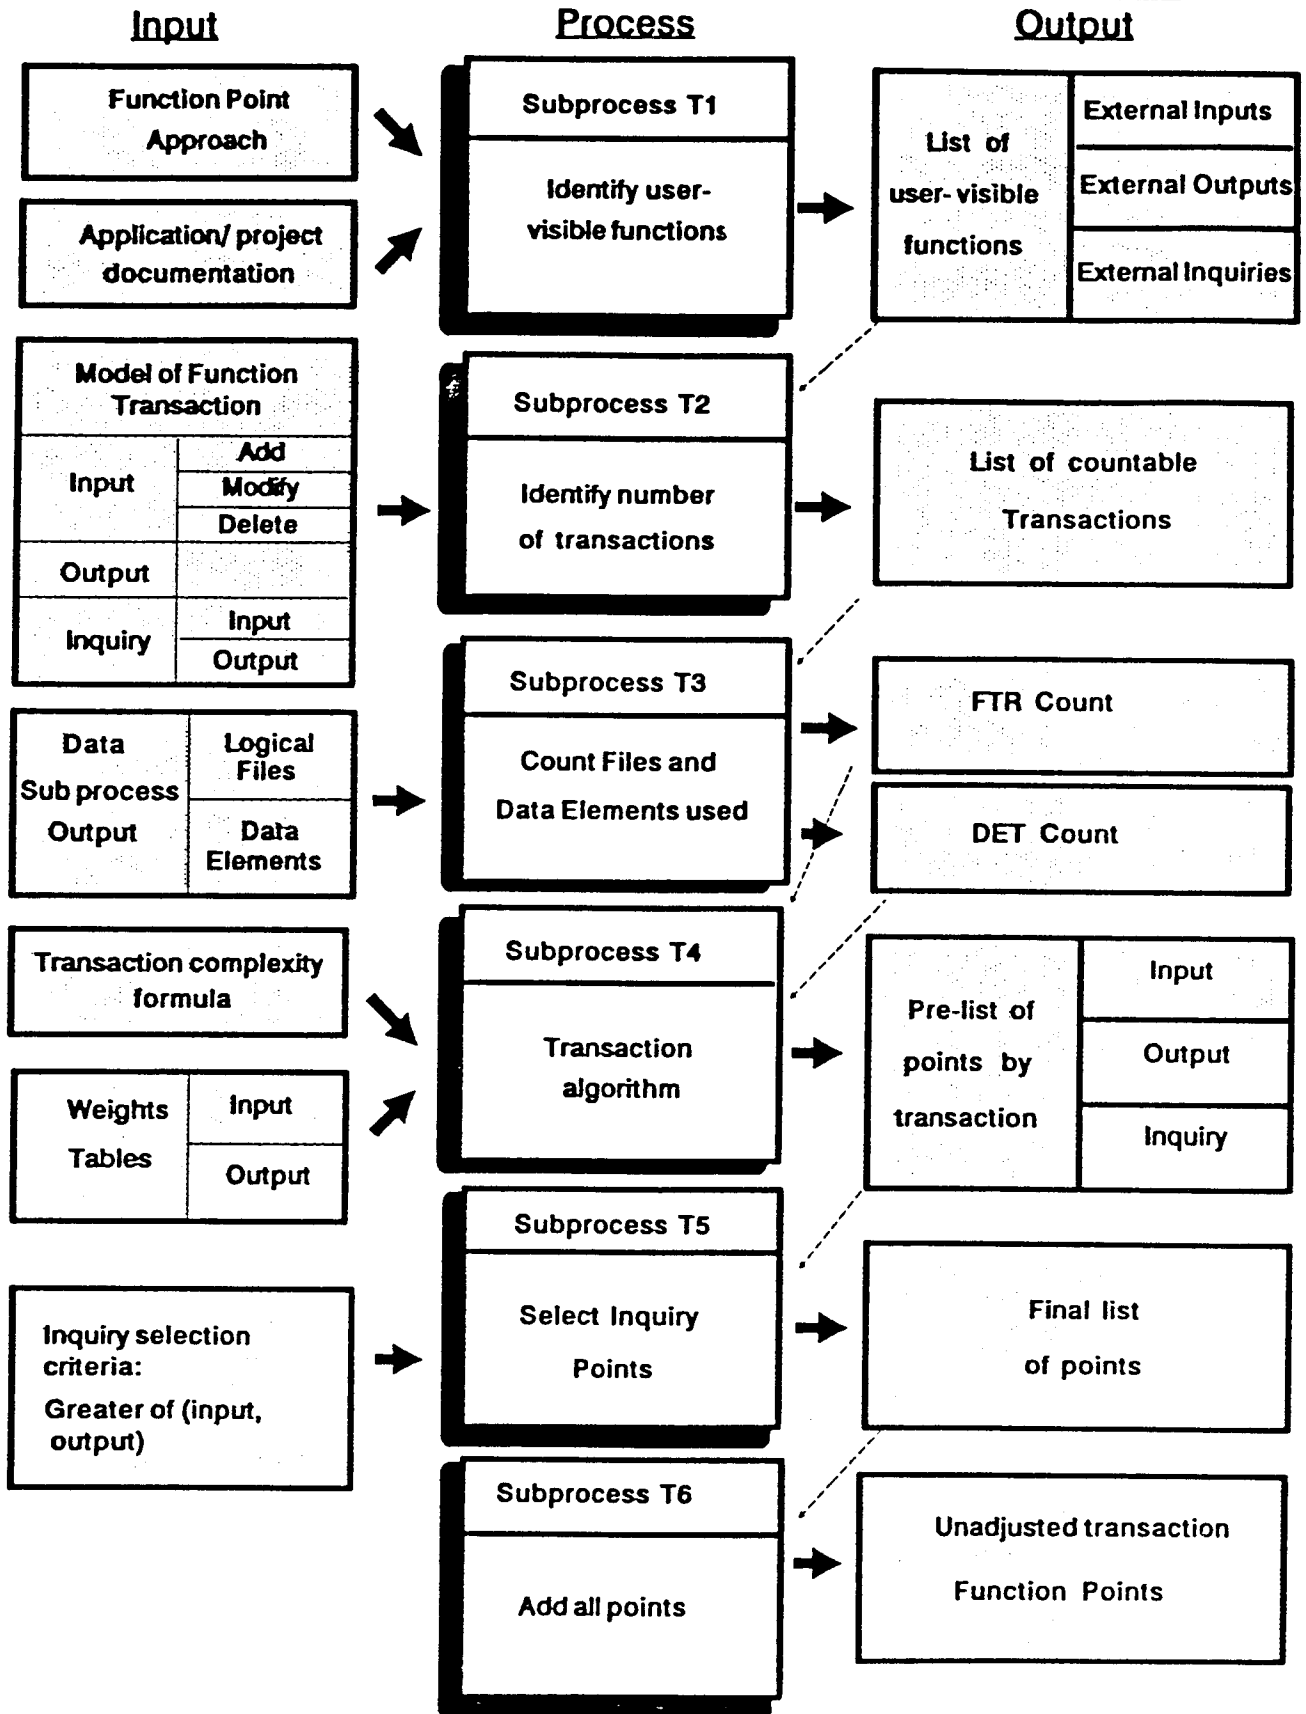 Input
Process
Output
Function Point
Approach
Application/ project
documentation
Subprocess T1
Identify user-
visible functions
List of
user- visible
functions
External Inputs
External Outputs
External Inquiries
Model of Function
Transaction
Input
Add
Modify
Delete
Output
Inquiry
Input
Output
Subprocess T2
Identify number
of transactions
List of countable
Transactions
Data
Sub process
Output
Logical
Files
Data
Elements
Subprocess T3
Count Files and
Data Elements used
FTR Count
DET Count
Transaction complexity
formula
Weights
Tables
Input
Output
Subprocess T4
Transaction
algorithm
Pre-list of
points by
transaction
Input
Output
Inquiry
Inquiry selection
criteria:
Greater of (input,
output)
Subprocess T5
Select Inquiry
Points
Final list
of points
Subprocess T6
Add all points
Unadjusted transaction
Function Points